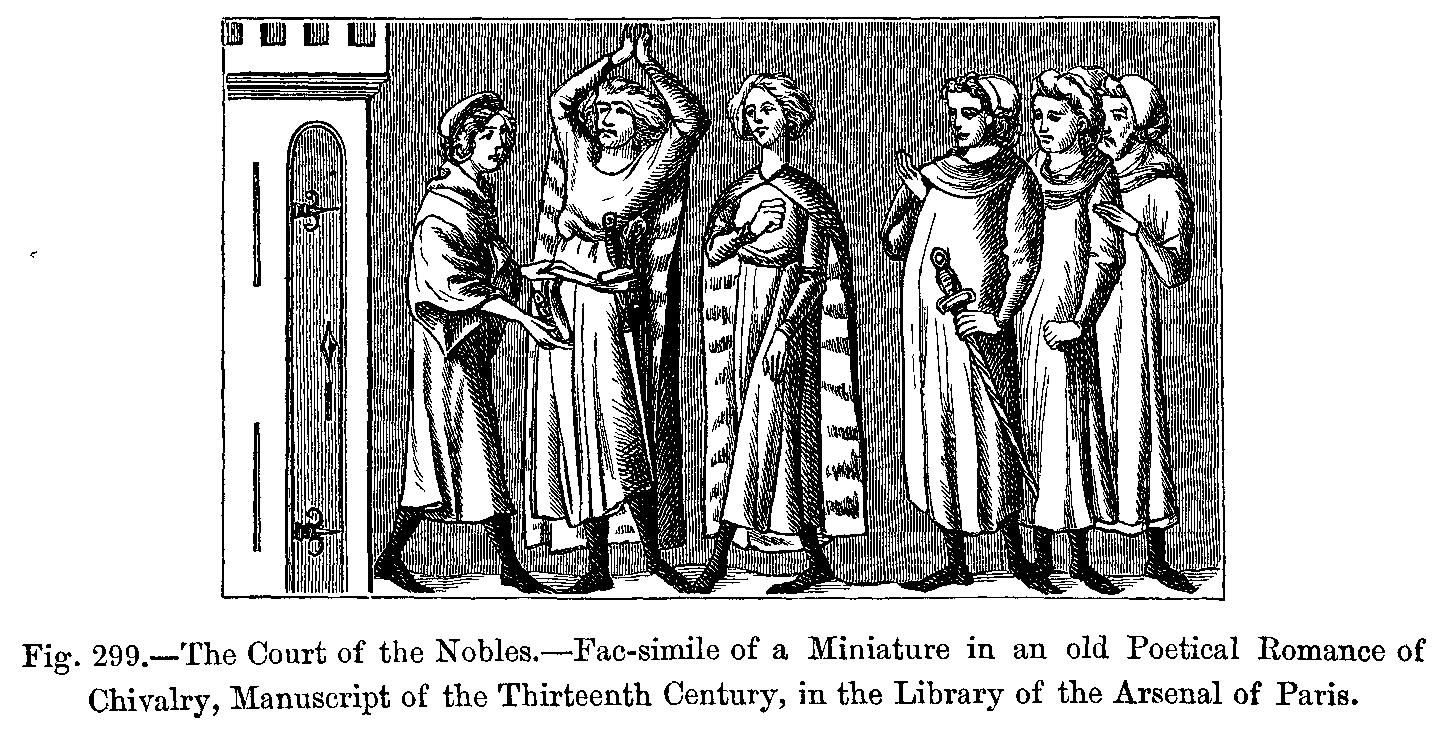 Fig. 299.—The Court of the Nobles.—Fac-simile of a Miniature in an old Poetical Romance of
Chivalry, Manuscript of the Thirteenth Century, in the Library of the Arsenal of Paris.